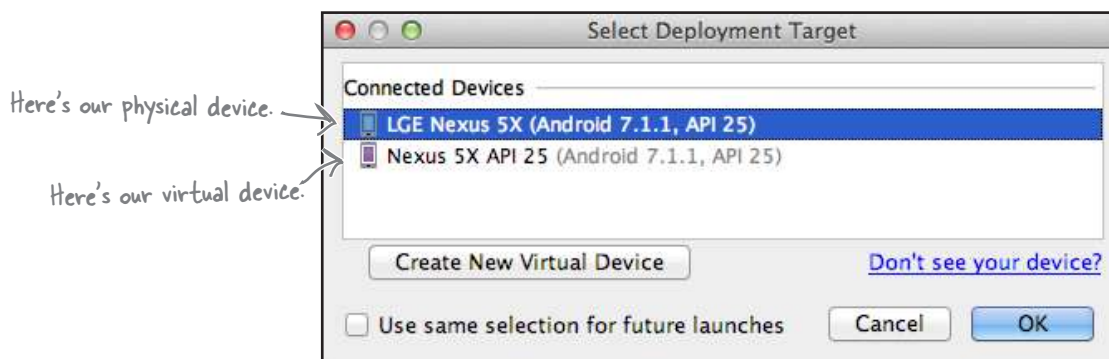 Select Deployment Target
Connected Devices
Here's our physical device.
LGE Nexus 5X (Android 7.1.1, API 25)
Nexus 5X API 25 (Android 7.1.1, API 25)
Here's our virtual device.
Create New Virtual Device
Don't see your device?
Use same selection for future launches
Cancel
OK